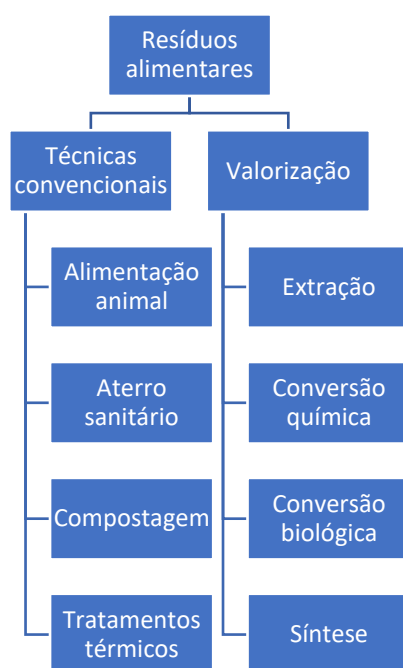 Resíduos
alimentares
Técnicas
convencionais
Valorização
Alimentação
animal
Extração
Aterro
sanitário
Conversão
química
Compostagem
Conversão
biológica
Tratamentos
térmicos
Síntese